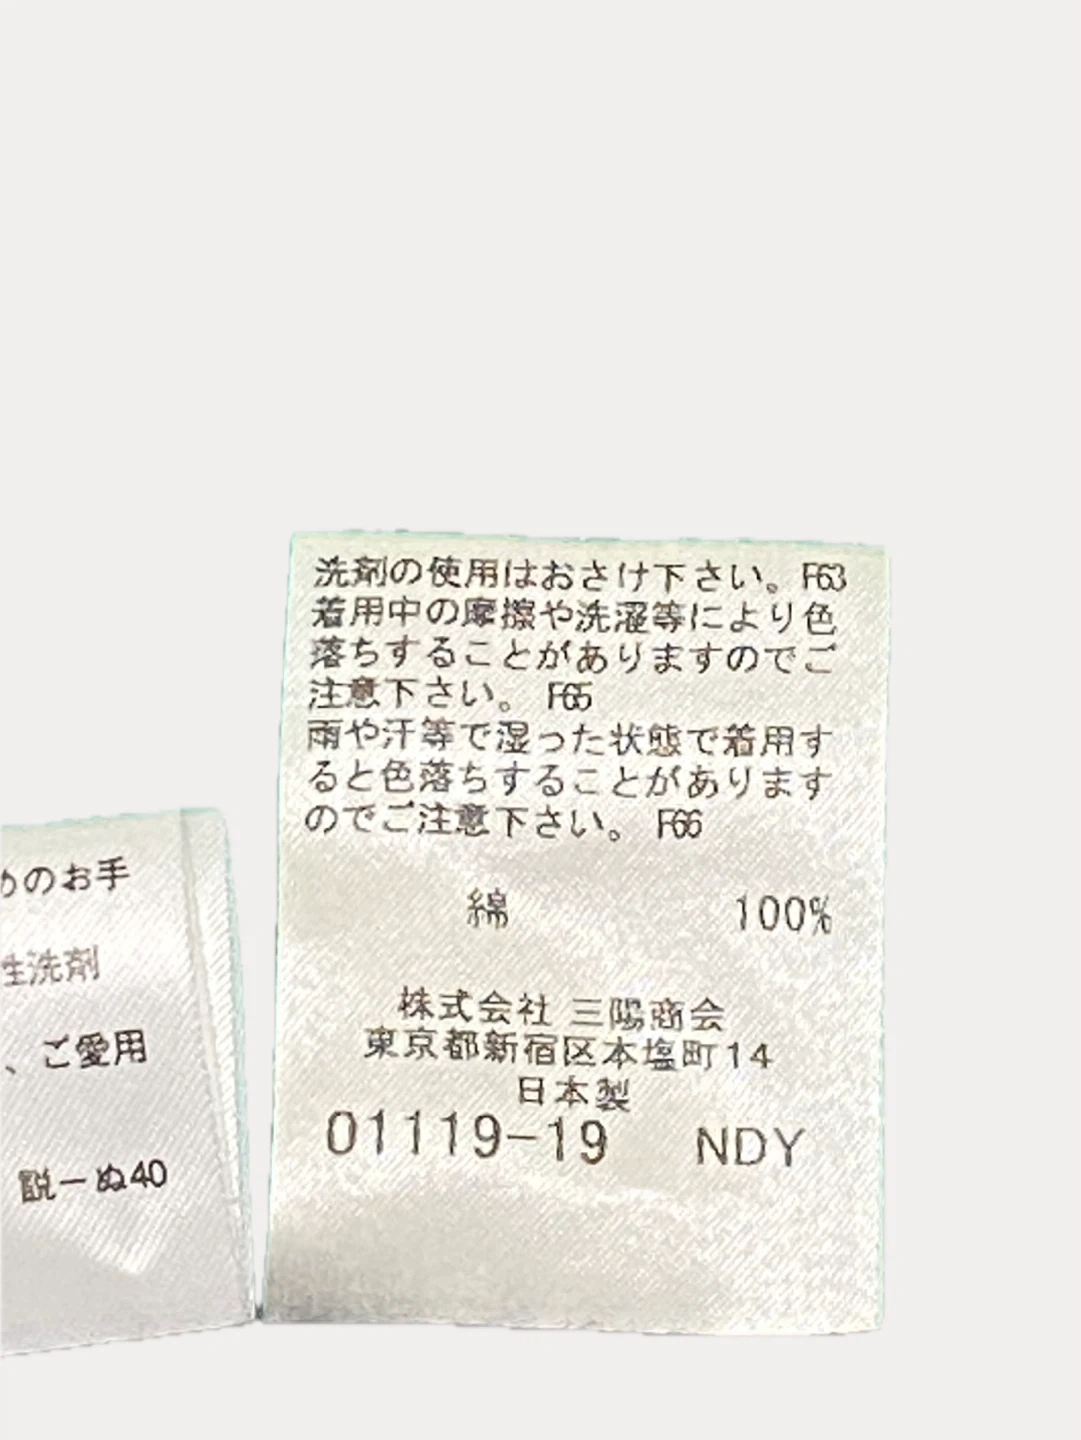 洗剤の使用はおさけ下さい。F63
着用中の摩擦や洗濯等により色
落ちすることがありますのでご
注意下さい。 F65
雨や汗等で湿った状態で着用す
ると色落ちすることがあります
のでご注意下さい。 F66
綿 100%
株式会社 三陽商会
東京都新宿区本塩町14
日本製
01119-19 NDY
めのお手
性洗剤
、ご愛用
説ーぬ40